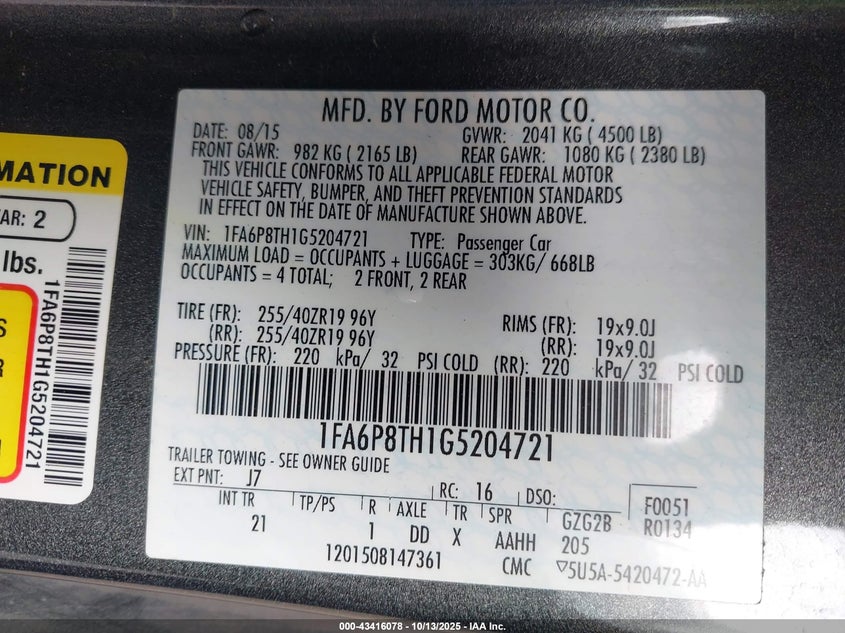 MATION
AR: 2
lbs.
S
R
1FA6P8TH1G5204721
MFD. BY FORD MOTOR CO.
DATE: 08/15 GVWR: 2041 KG ( 4500 LB)
FRONT GAWR: 982 KG ( 2165 LB) REAR GAWR: 1080 KG ( 2380 LB)
THIS VEHICLE CONFORMS TO ALL APPLICABLE FEDERAL MOTOR
VEHICLE SAFETY, BUMPER, AND THEFT PREVENTION STANDARDS
IN EFFECT ON THE DATE OF MANUFACTURE SHOWN ABOVE.
VIN: 1FA6P8TH1G5204721 TYPE: Passenger Car
MAXIMUM LOAD = OCCUPANTS + LUGGAGE = 303KG/ 668LB
OCCUPANTS = 4 TOTAL; 2 FRONT, 2 REAR
TIRE (FR): 255/40ZR19 96Y RIMS (FR): 19x9.0J
(RR): 255/40ZR19 96Y (RR): 19x9.0J
PRESSURE (FR): 220 kPa/ 32 PSI COLD (RR): 220 kPa/ 32 PSI COLD
1FA6P8TH1G5204721
TRAILER TOWING - SEE OWNER GUIDE
EXT PNT: J7 RC: 16 DSO: F0051
INT TR TP/PS R AXLE TR SPR GZG2B R0134
21 1 DD X AAHH 205
1201508147361 CMC 5U5A-5420472-AA
000-43416078 - 10/13/2025 - IAA Inc.